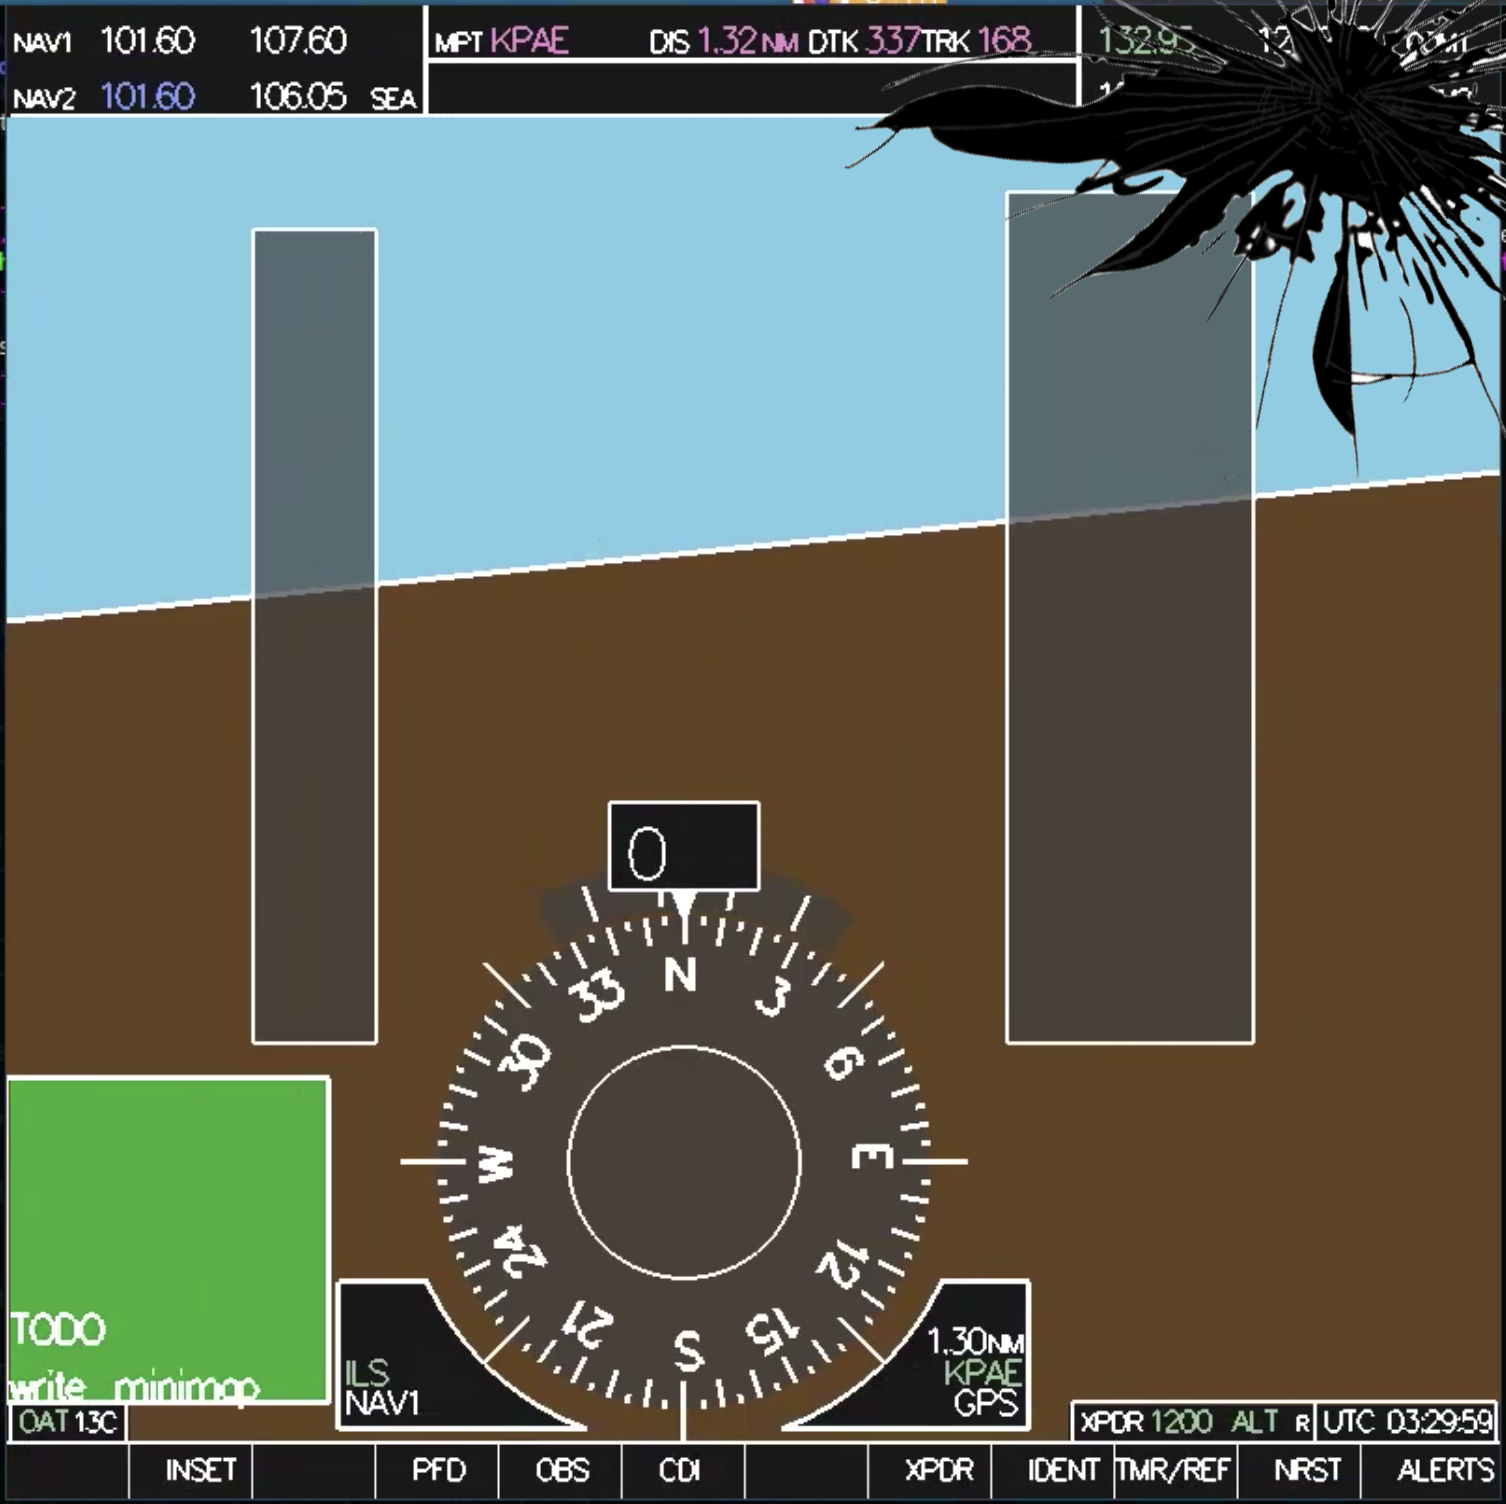 NAV1 101.60 107.60 MPT KPAE DIS 1.32 NM DTK 337 TRK 168
NAV2 101.60 106.05 SEA
0
N
33 3
30 6
W E
24 12
21 15
S
TODO
write minimap
ILS
NAV1
1.30NM
KPAE
GPS
OAT 13C
XPDR 1200 ALT R UTC 03:29:59
INSET PFD OBS CDI XPDR IDENT TMR/REF NRST ALERTS